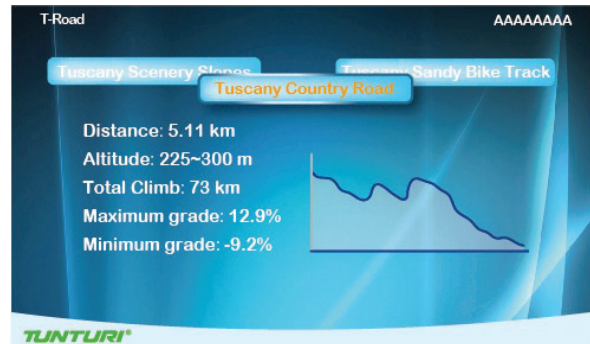 T-Road
AAAAAAAA
Tuscany Scenery Slopes
Tuscany Sandy Bike Track
Tuscany Country Road
Distance: 5.11 km
Altitude: 225~300 m
Total Climb: 73 km
Maximum grade: 12.9%
Minimum grade: -9.2%
TUNTURI®